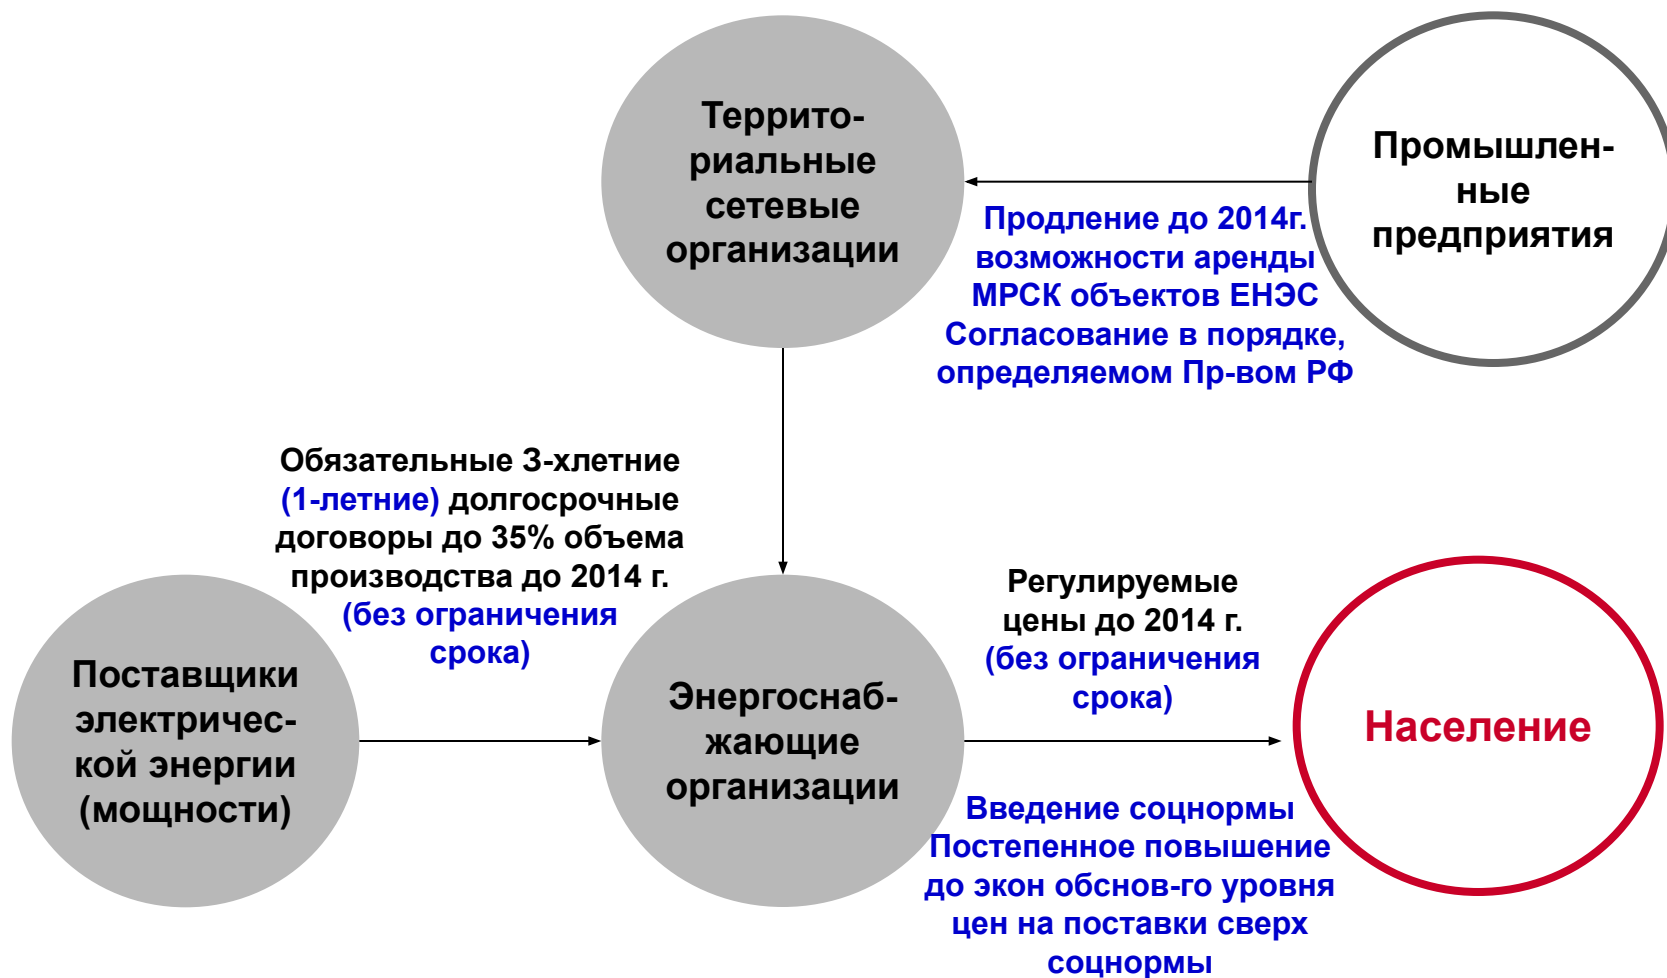 Террито-
риальные
сетевые
организации
Промышлен-
ные
предприятия
Продление до 2014г.
возможности аренды
МРСК объектов ЕНЭС
Согласование в порядке,
определяемом Пр-вом РФ
Обязательные 3-хлетние
(1-летние) долгосрочные
договоры до 35% объема
производства до 2014 г.
(без ограничения
срока)
Поставщики
электричес-
кой энергии
(мощности)
Энергоснаб-
жающие
организации
Регулируемые
цены до 2014 г.
(без ограничения
срока)
Население
Введение соцнормы
Постепенное повышение
до экон обснов-го уровня
цен на поставки сверх
соцнормы